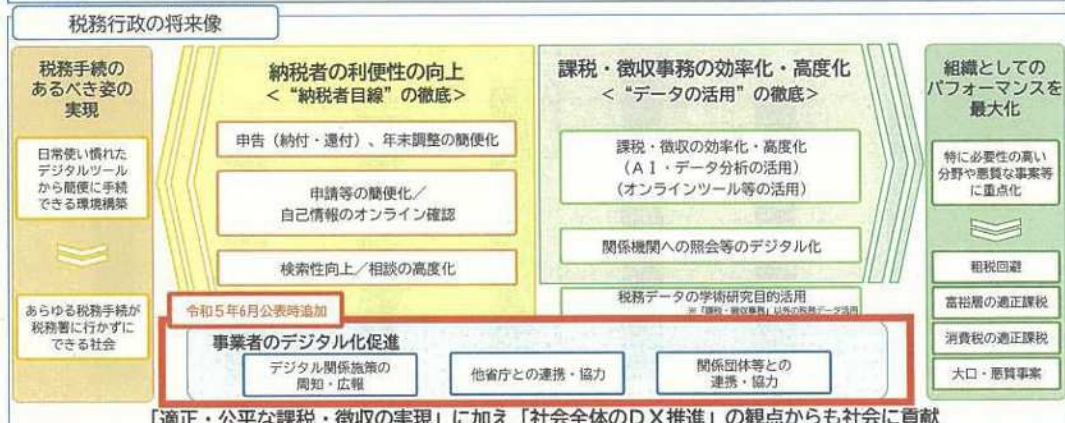 税務行政の将来像
税務手続の
あるべき姿の
実現
日常使い慣れた
デジタルツール
から簡便に手続
できる環境構築
あらゆる税務手続が
税務署に行かずに
できる社会
納税者の利便性の向上
<“納税者目線”の徹底>
申告（納付・還付）、年末調整の簡便化
申請等の簡便化／
自己情報のオンライン確認
検索性向上／相談の高度化
課税・徴収事務の効率化・高度化
<“データの活用”の徹底>
課税・徴収の効率化・高度化
（ＡＩ・データ分析の活用）
（オンラインツール等の活用）
関係機関への照会等のデジタル化
税務データの学術研究目的活用
※「課税・徴収事務」以外の税務データ活用
組織としての
パフォーマンスを
最大化
特に必要性の高い
分野や悪質な事案等
に重点化
租税回避
富裕層の適正課税
消費税の適正課税
大口・悪質事案
令和５年6月公表時追加
事業者のデジタル化促進
デジタル関係施策の
周知・広報
他省庁との連携・協力
関係団体等との
連携・協力
「適正・公平な課税・徴収の実現」に加え「社会全体のＤＸ推進」の観点からも社会に貢献